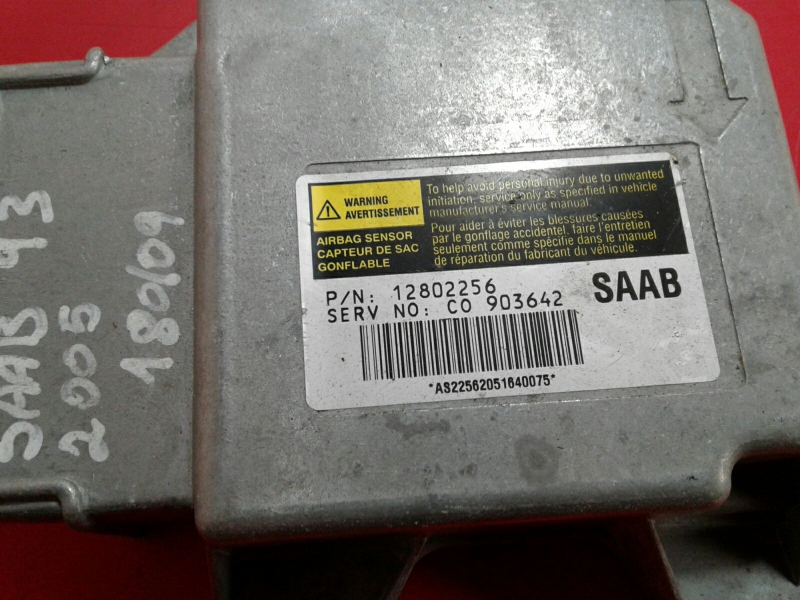 SAAB 93
2005
180/09
WARNING
AVERTISSEMENT
AIRBAG SENSOR
CAPTEUR DE SAC
GONFLABLE
To help avoid personal injury due to unwanted
initiation, service only as specified in vehicle
manufacturer's service manual.
Pour aider à éviter les blessures causées
par le gonflage accidentel, faire l'entretien
seulement comme spécifie dans le manuel
de réparation du fabricant du véhicule.
P/N: 12802256
SERV NO: CO 903642
SAAB
*AS22562051640075*